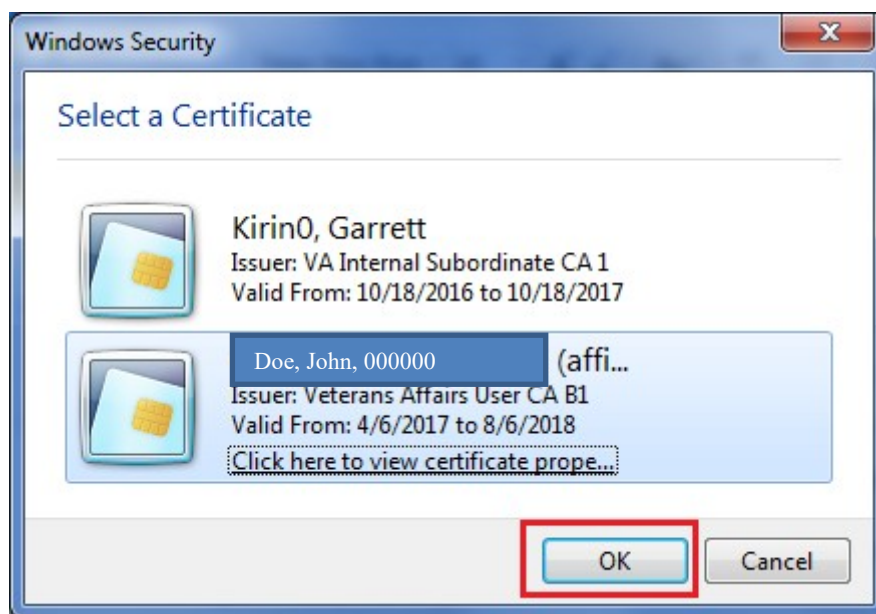 Windows Security
Select a Certificate
Kirin0, Garrett
Issuer: VA Internal Subordinate CA 1
Valid From: 10/18/2016 to 10/18/2017
Doe, John, 000000 (affi...
Issuer: Veterans Affairs User CA B1
Valid From: 4/6/2017 to 8/6/2018
Click here to view certificate prope...
OK Cancel